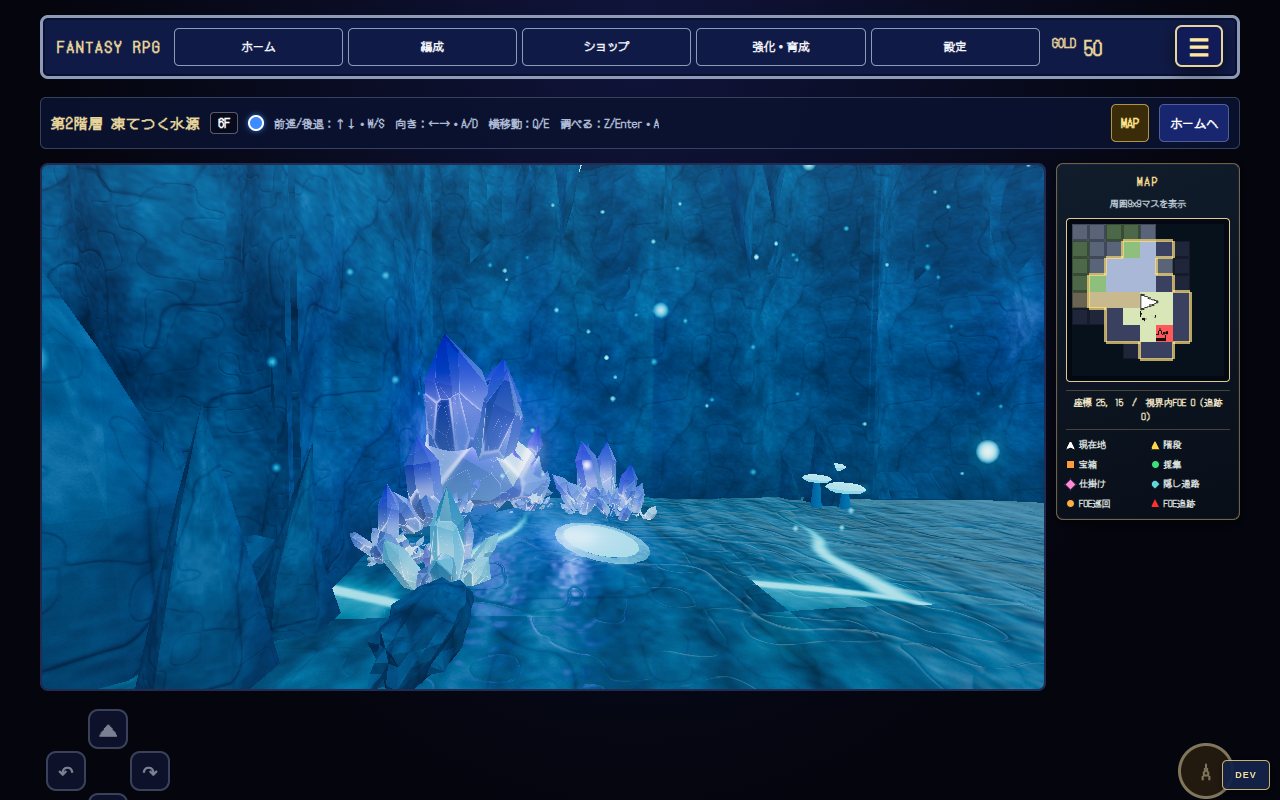 FANTASY RPG
ホーム
編成
ショップ
強化・育成
設定
GOLD 50
第2階層 凍てつく水源
6F
前進/後退：↑↓・W/S 向き：←→・A/D 横移動：Q/E 調べる：Z/Enter・A
MAP
ホームへ
MAP
周囲9x9マスを表示
座標 25, 15 / 視界内FOE 0（追跡
0）
現在地
階段
宝箱
採集
仕掛け
隠し通路
FOE巡回
FOE追跡
A
DEV